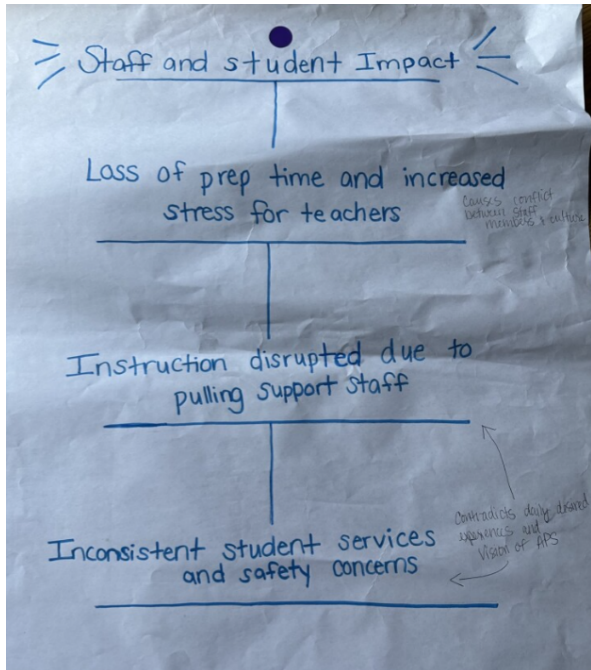 Staff and student Impact
Loss of prep time and increased
stress for teachers
Causes conflict
between staff
members & culture
Instruction disrupted due to
pulling support staff
Contradicts daily desired
experiences and
vision of APS
Inconsistent student services
and safety concerns